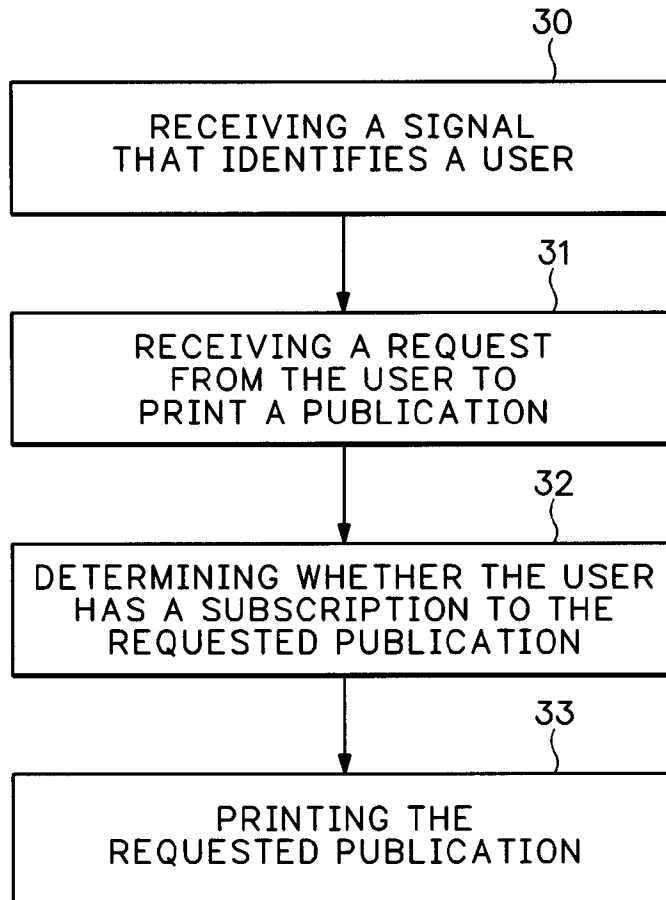 30
RECEIVING A SIGNAL
THAT IDENTIFIES A USER
31
RECEIVING A REQUEST
FROM THE USER TO
PRINT A PUBLICATION
32
DETERMINING WHETHER THE USER
HAS A SUBSCRIPTION TO THE
REQUESTED PUBLICATION
33
PRINTING THE
REQUESTED PUBLICATION